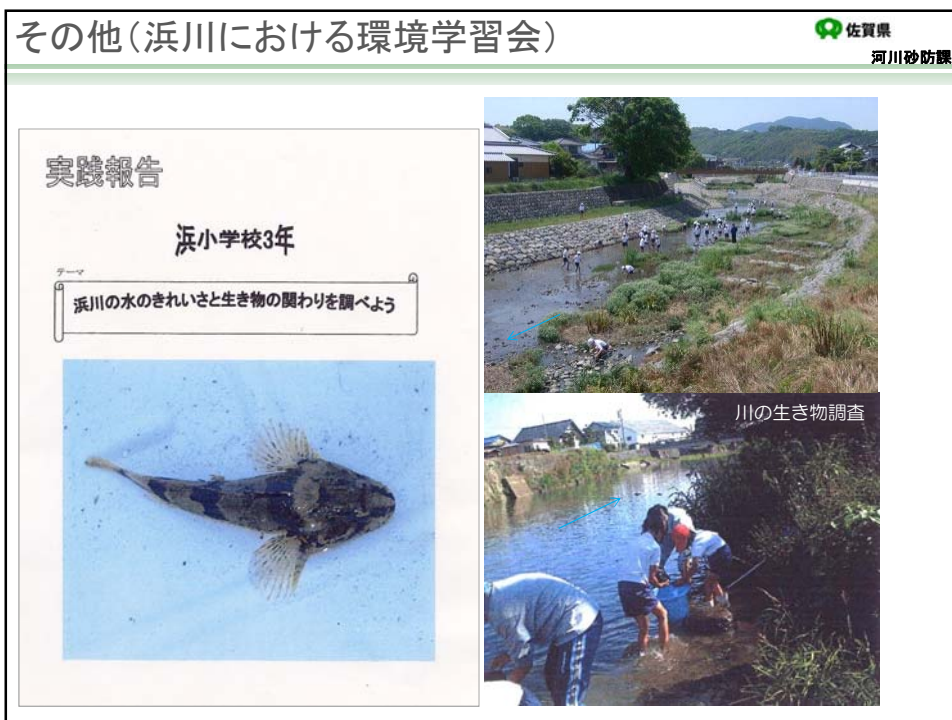 その他(浜川における環境学習会)
佐賀県
河川砂防課
実践報告
浜小学校3年
テーマ
浜川の水のきれいさと生き物の関わりを調べよう
川の生き物調査